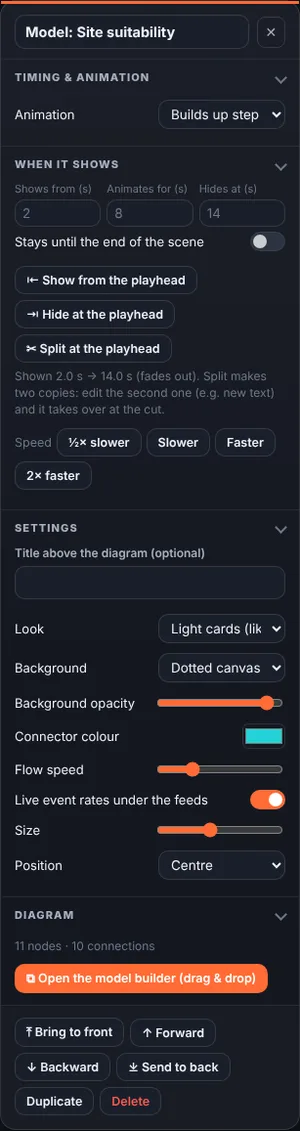 Model: Site suitability ✕
TIMING & ANIMATION
Animation Builds up step
WHEN IT SHOWS
Shows from (s) Animates for (s) Hides at (s)
2 8 14
Stays until the end of the scene
⇤ Show from the playhead
⇥ Hide at the playhead
✂ Split at the playhead
Shown 2.0 s → 14.0 s (fades out). Split makes
two copies: edit the second one (e.g. new text)
and it takes over at the cut.
Speed ½× slower Slower Faster
2× faster
SETTINGS
Title above the diagram (optional)
Look Light cards (lik
Background Dotted canvas
Background opacity
Connector colour
Flow speed
Live event rates under the feeds
Size
Position Centre
DIAGRAM
11 nodes · 10 connections
⧉ Open the model builder (drag & drop)
⤒ Bring to front ↑ Forward
↓ Backward ⤓ Send to back
Duplicate Delete